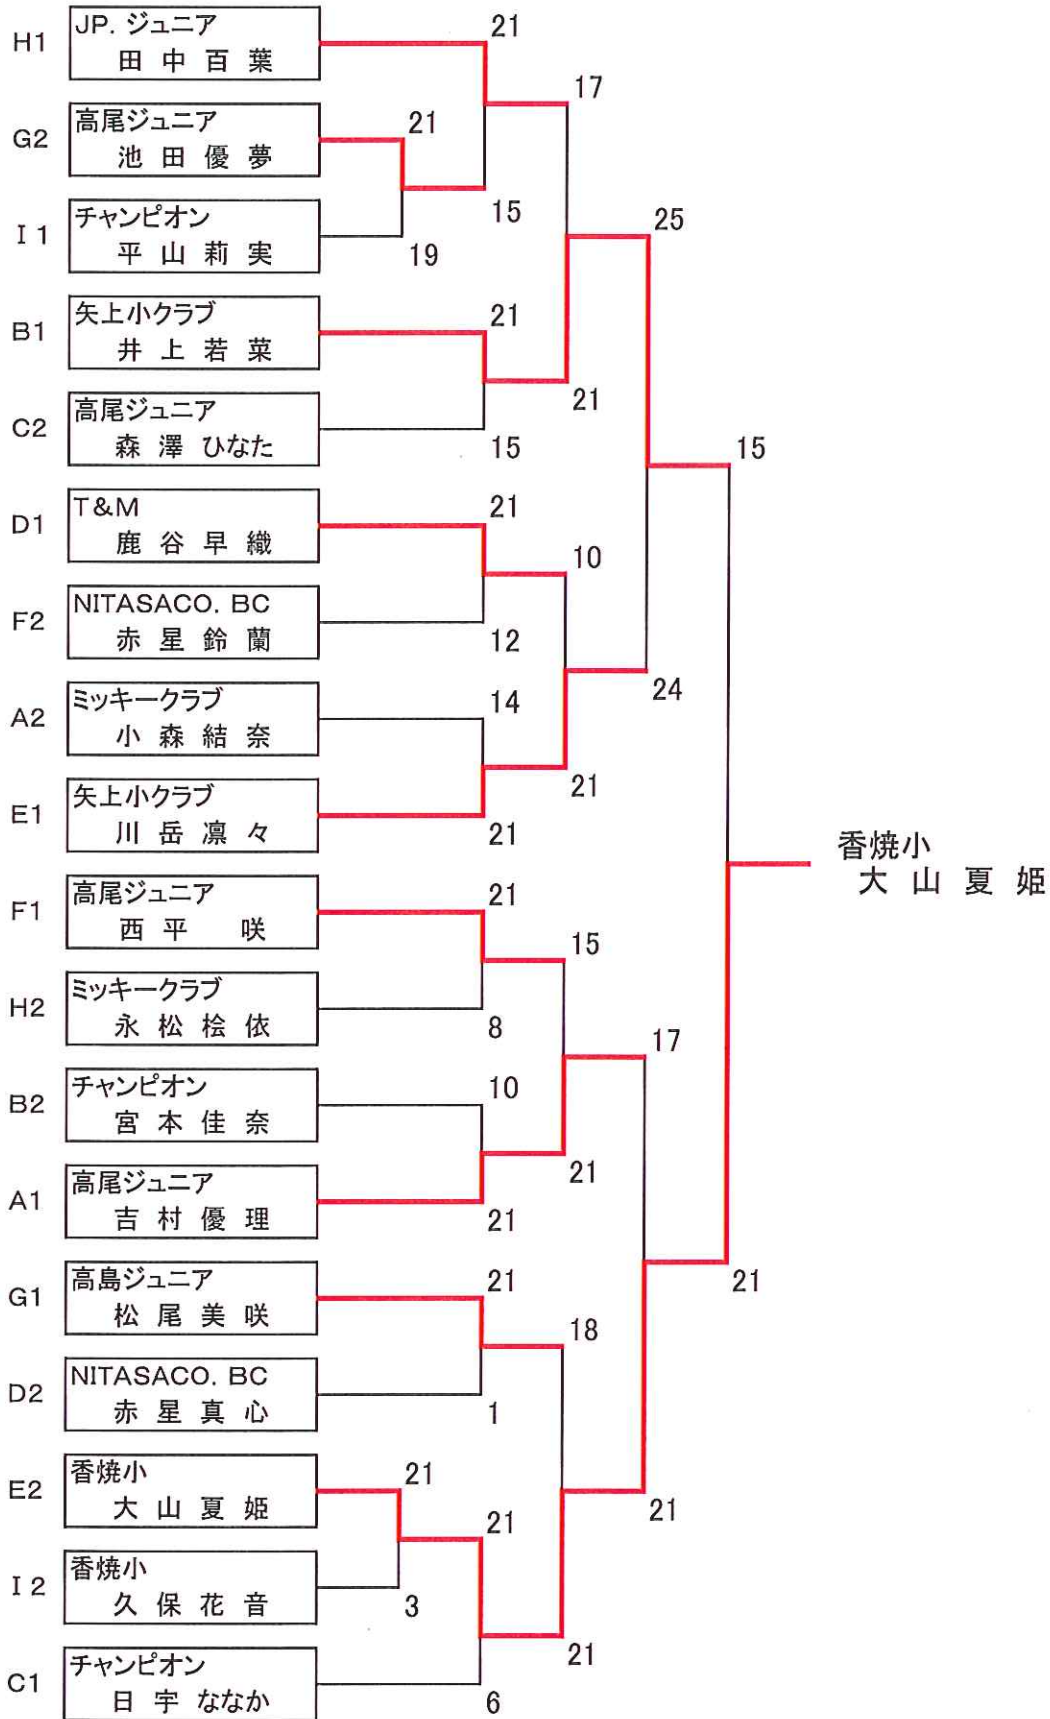 H1
JP. ジュニア
田中百葉
21
17
G2
高尾ジュニア
池田優夢
21
15
I 1
チャンピオン
平山莉実
19
25
B1
矢上小クラブ
井上若菜
21
21
C2
高尾ジュニア
森澤 ひなた
15
15
D1
T&M
鹿谷早織
21
10
F2
NITASACO. BC
赤星鈴蘭
12
24
A2
ミッキークラブ
小森結奈
14
21
E1
矢上小クラブ
川岳凛々
21
香焼小
大山夏姫
F1
高尾ジュニア
西平 咲
21
15
H2
ミッキークラブ
永松桧依
8
17
B2
チャンピオン
宮本佳奈
10
21
A1
高尾ジュニア
吉村優理
21
21
G1
高島ジュニア
松尾美咲
21
18
D2
NITASACO. BC
赤星真心
1
E2
香焼小
大山夏姫
21
21
21
I 2
香焼小
久保花音
3
21
C1
チャンピオン
日宇ななか
6